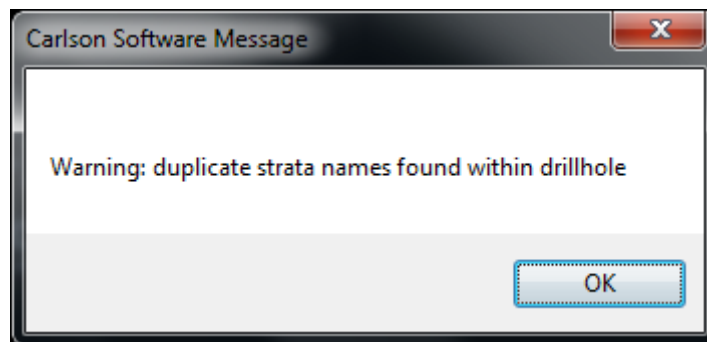 Carlson Software Message
Warning: duplicate strata names found within drillhole
OK